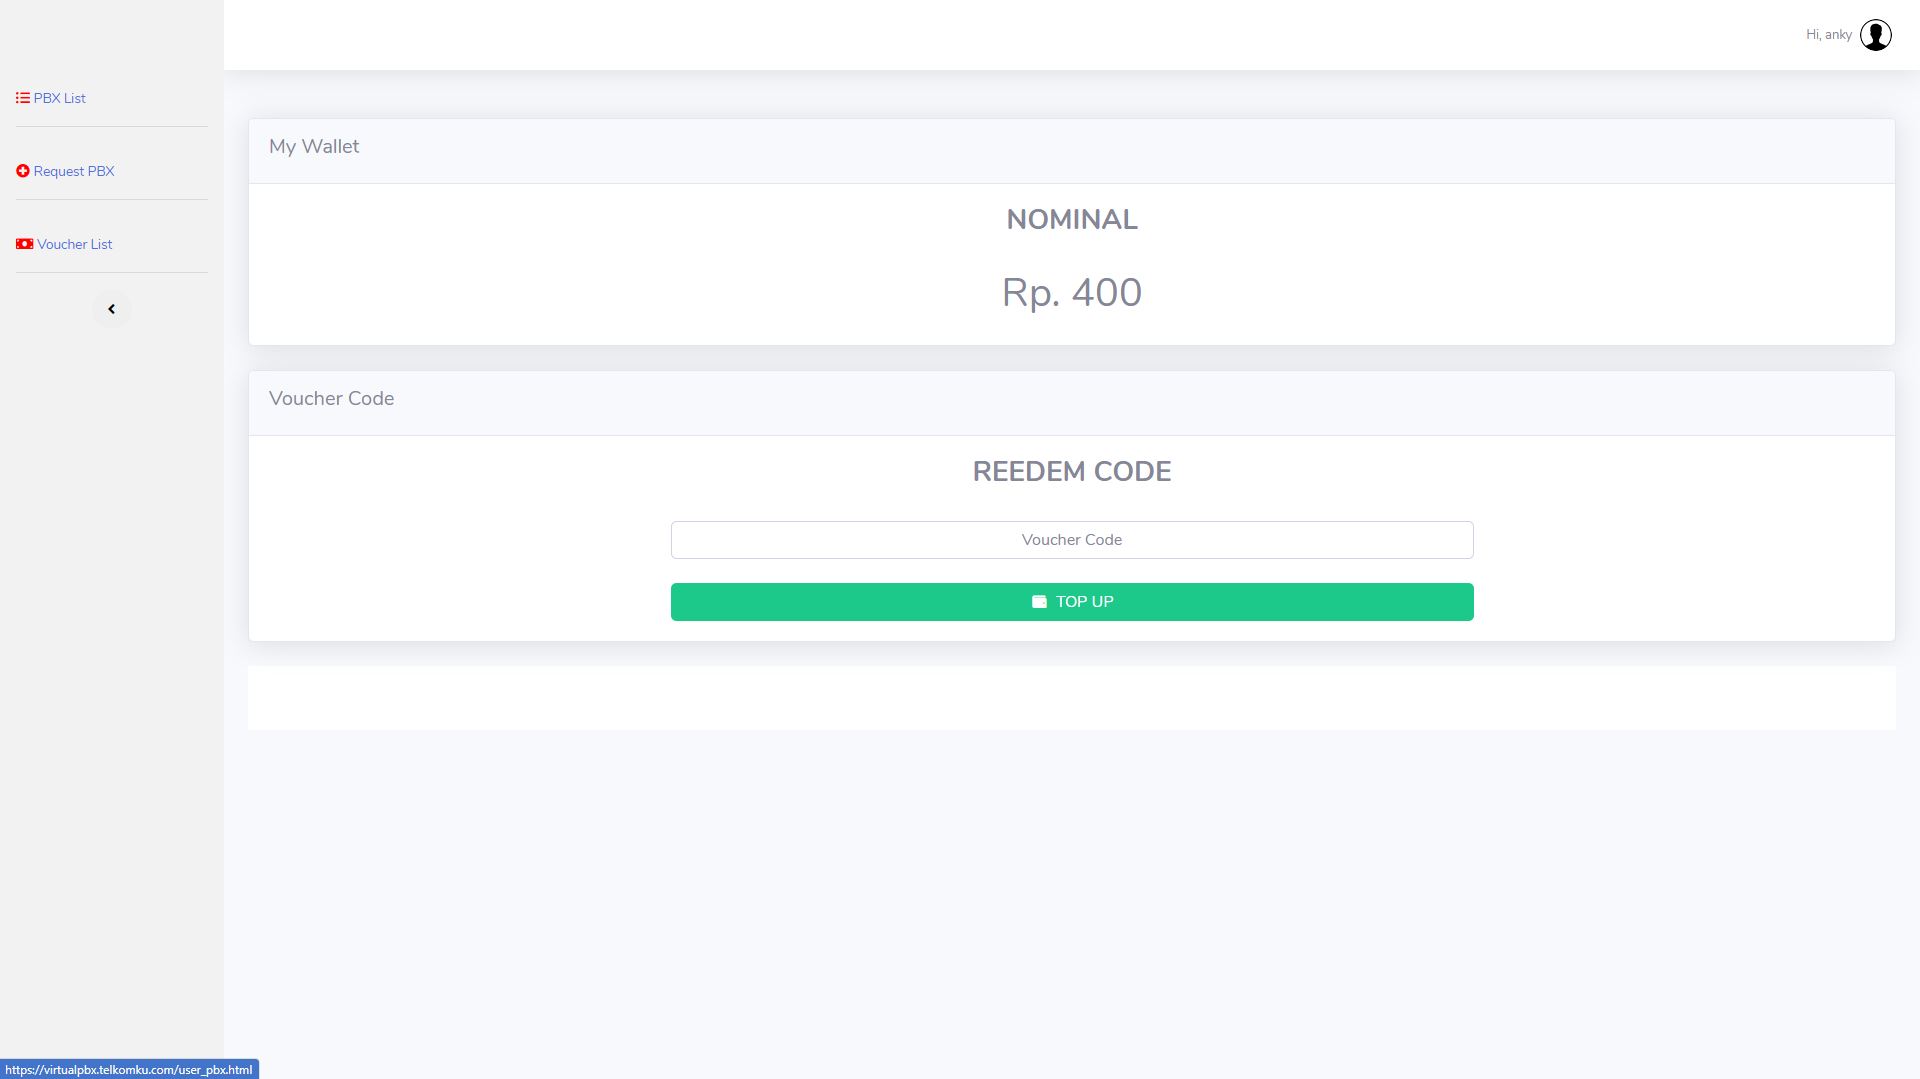 Hi, anky
PBX List
Request PBX
Voucher List
My Wallet
NOMINAL
Rp. 400
Voucher Code
REEDEM CODE
Voucher Code
TOP UP
https://virtualpbx.telkomku.com/user_pbx.html